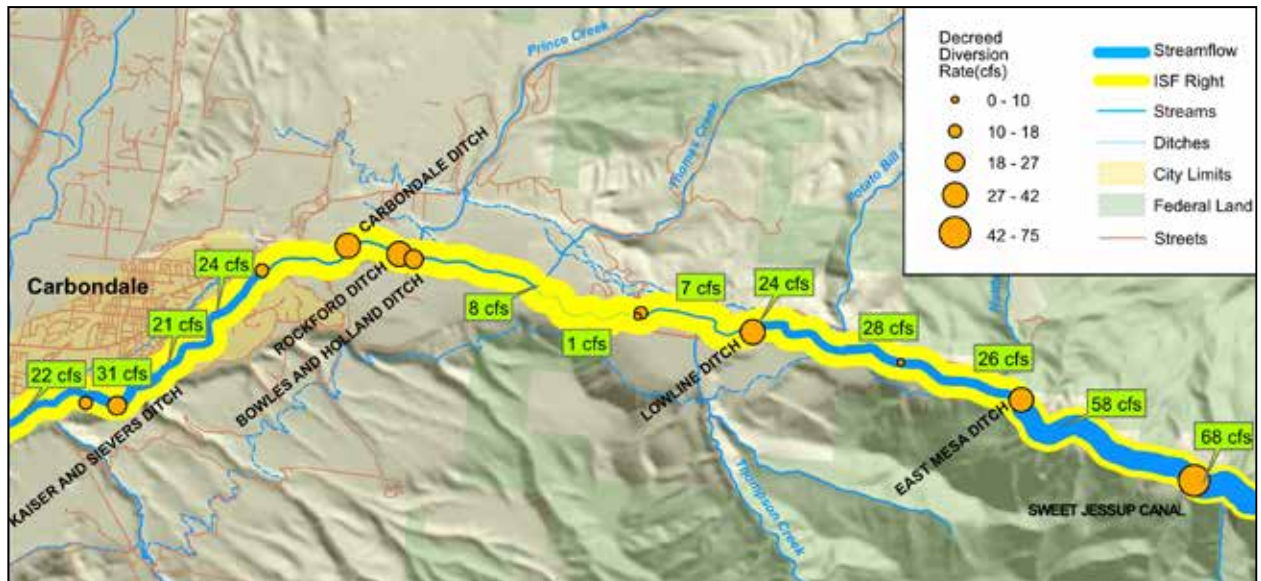 Decreed
Diversion
Rate(cfs)
0 - 10
10 - 18
18 - 27
27 - 42
42 - 75
Streamflow
ISF Right
Streams
Ditches
City Limits
Federal Land
Streets
Prince Creek
Thomas Creek
Potato Bill
CARBONDALE DITCH
Carbondale
24 cfs
ROCKFORD DITCH
BOWLES AND HOLLAND DITCH
8 cfs
7 cfs
24 cfs
1 cfs
28 cfs
21 cfs
22 cfs
31 cfs
KAISER AND SIEVERS DITCH
LOWLINE DITCH
26 cfs
58 cfs
EAST MESA DITCH
68 cfs
SWEET JESSUP CANAL
Thompson Creek